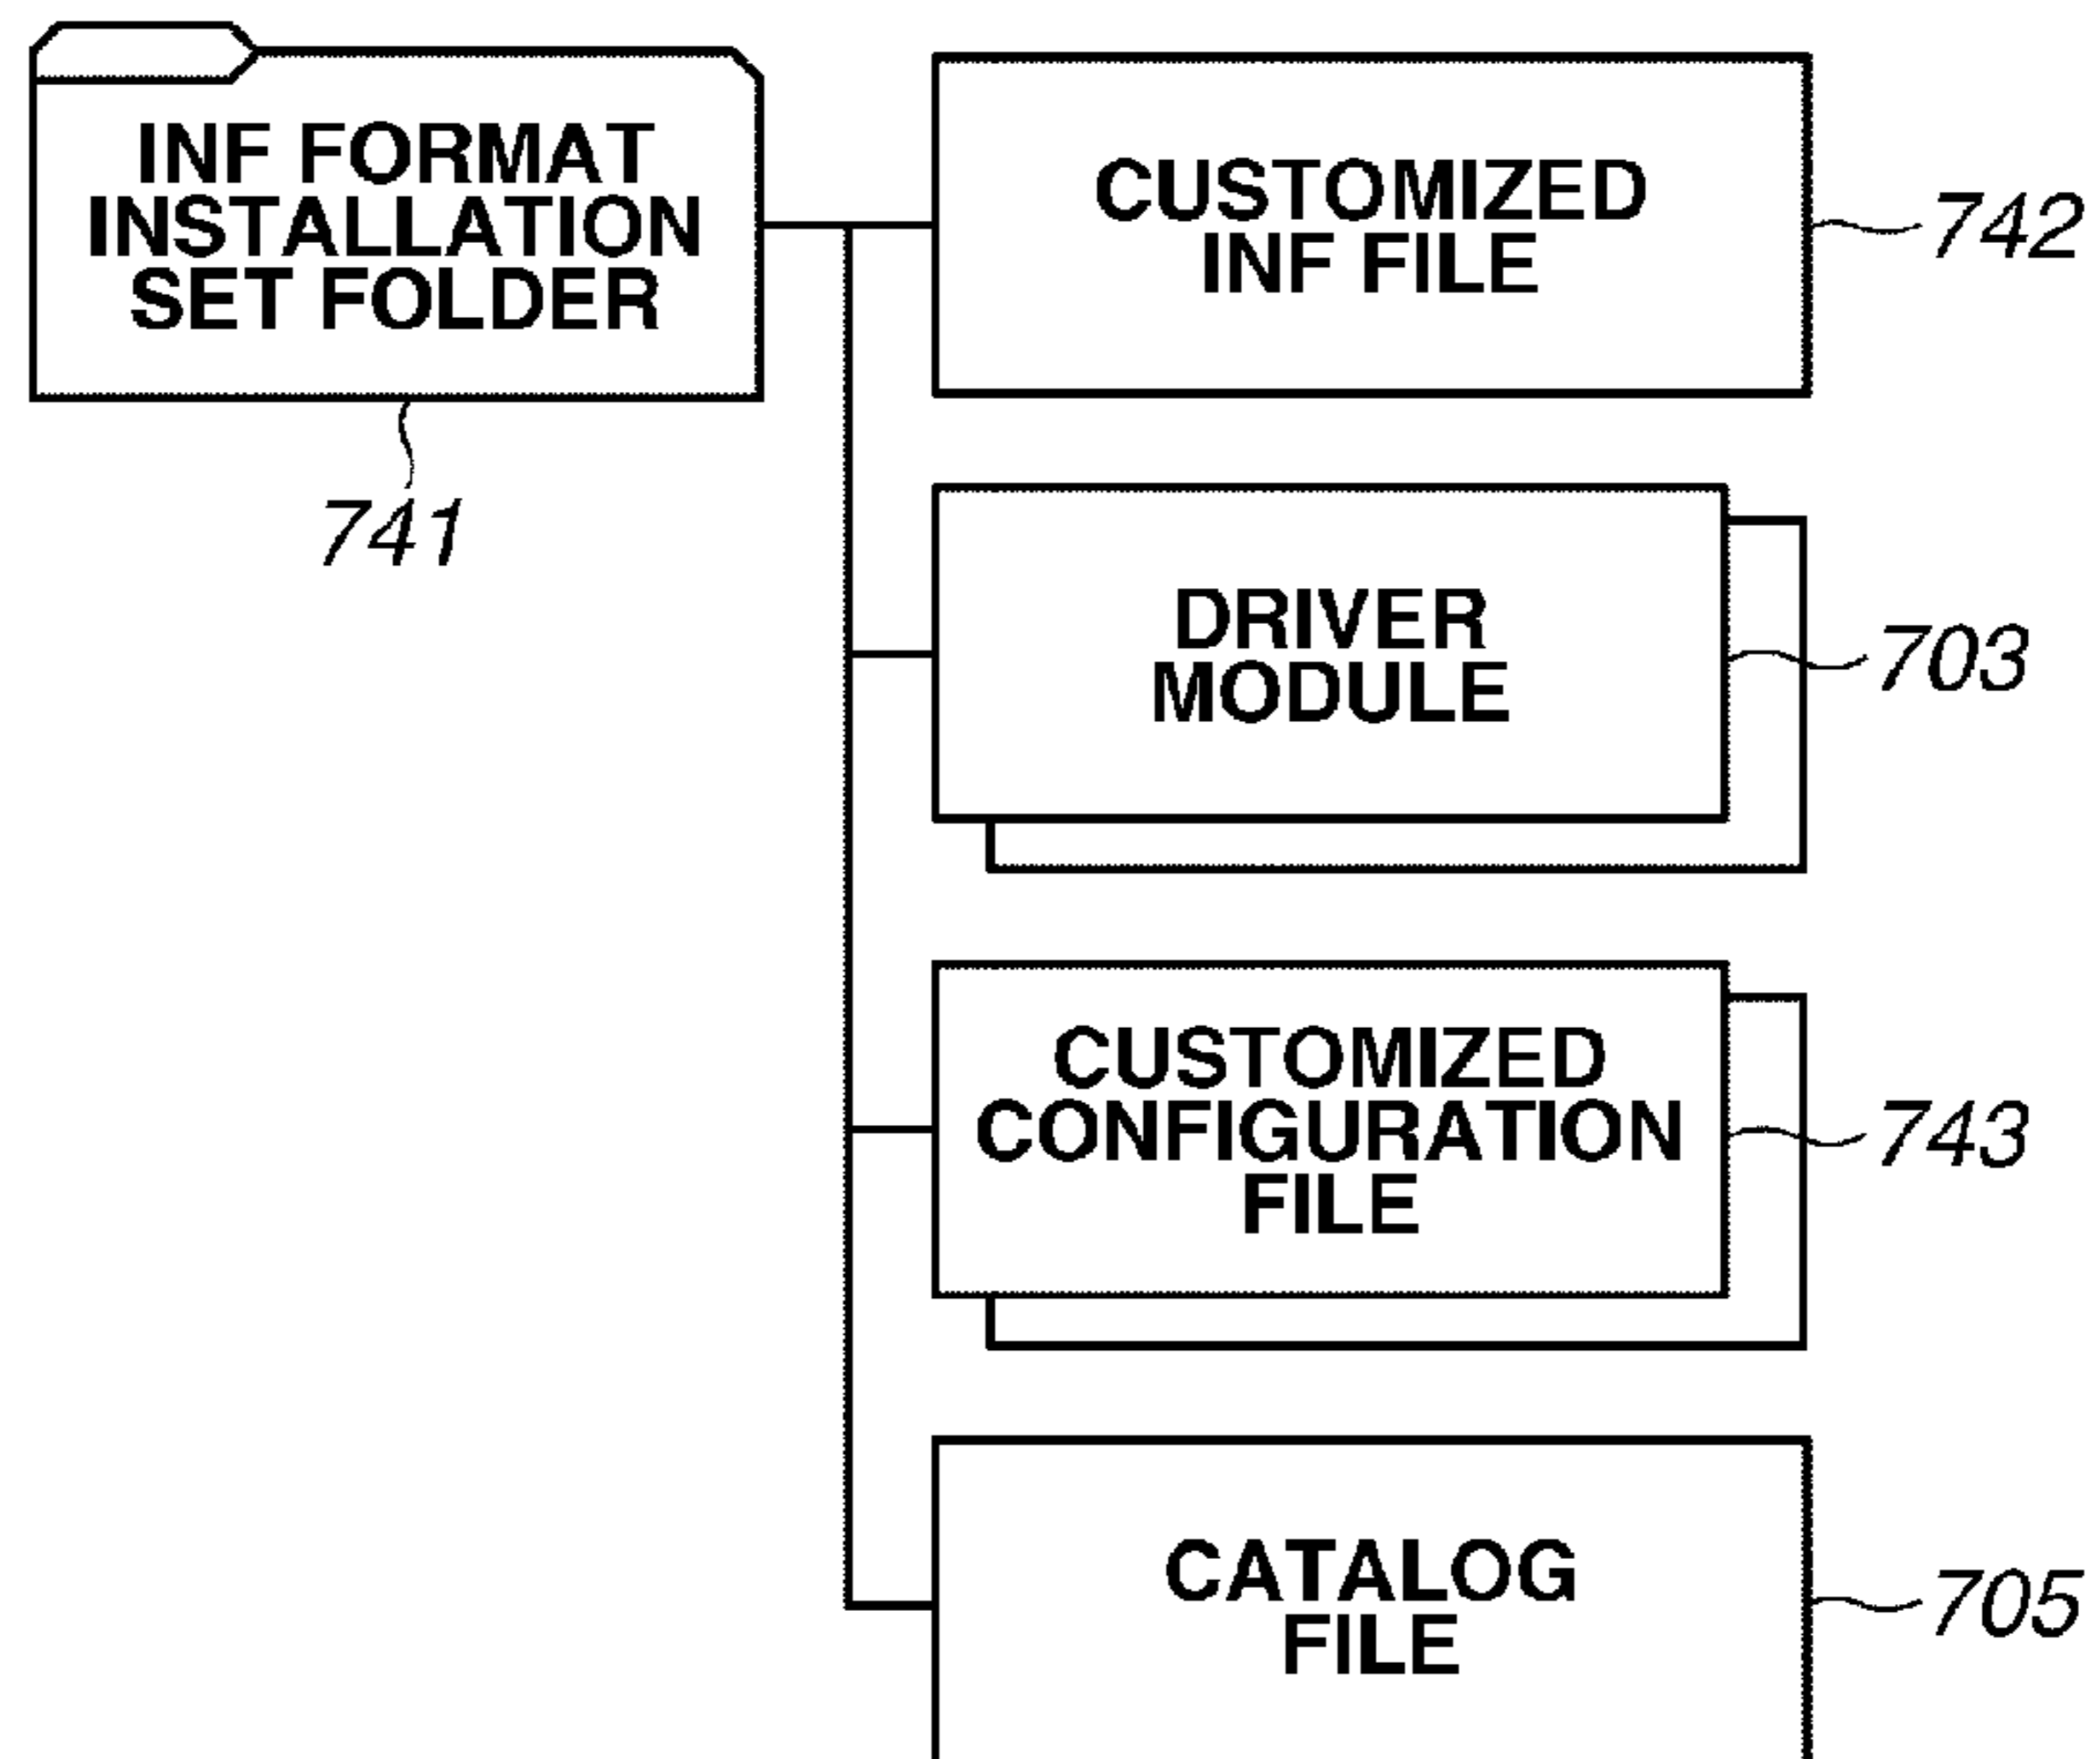 INF FORMAT
INSTALLATION
SET FOLDER
741
CUSTOMIZED
INF FILE
742
DRIVER
MODULE
703
CUSTOMIZED
CONFIGURATION
FILE
743
CATALOG
FILE
705